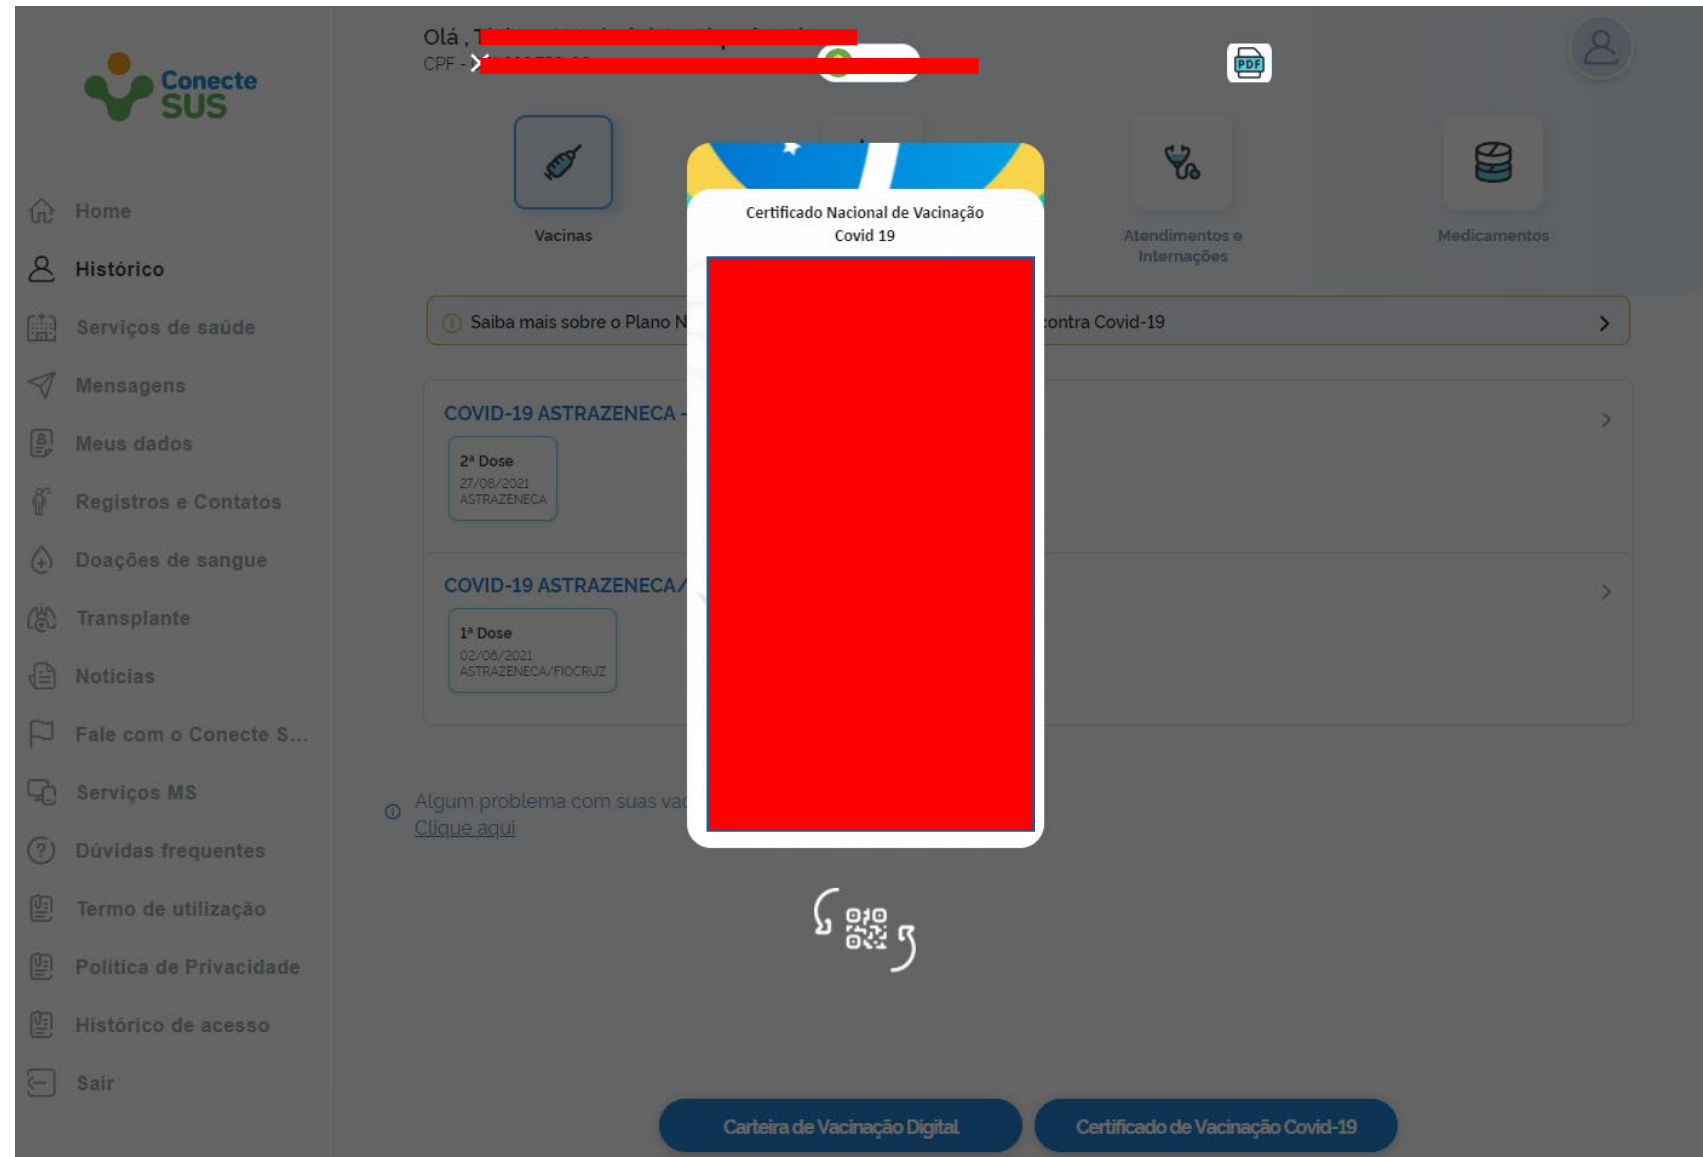 Conecte
SUS
Olá ,
CPF -
PDF
Home
Histórico
Serviços de saúde
Mensagens
Meus dados
Registros e Contatos
Doações de sangue
Transplante
Notícias
Fale com o Conecte S...
Serviços MS
Dúvidas frequentes
Termo de utilização
Política de Privacidade
Histórico de acesso
Sair
Vacinas
Atendimentos e
Internações
Medicamentos
Certificado Nacional de Vacinação
Covid 19
Saiba mais sobre o Plano N
contra Covid-19
COVID-19 ASTRAZENECA -
2ª Dose
27/08/2021
ASTRAZENECA
COVID-19 ASTRAZENECA/
1ª Dose
02/06/2021
ASTRAZENECA/FIOCRUZ
Algum problema com suas vac
Clique aqui
Carteira de Vacinação Digital
Certificado de Vacinação Covid-19